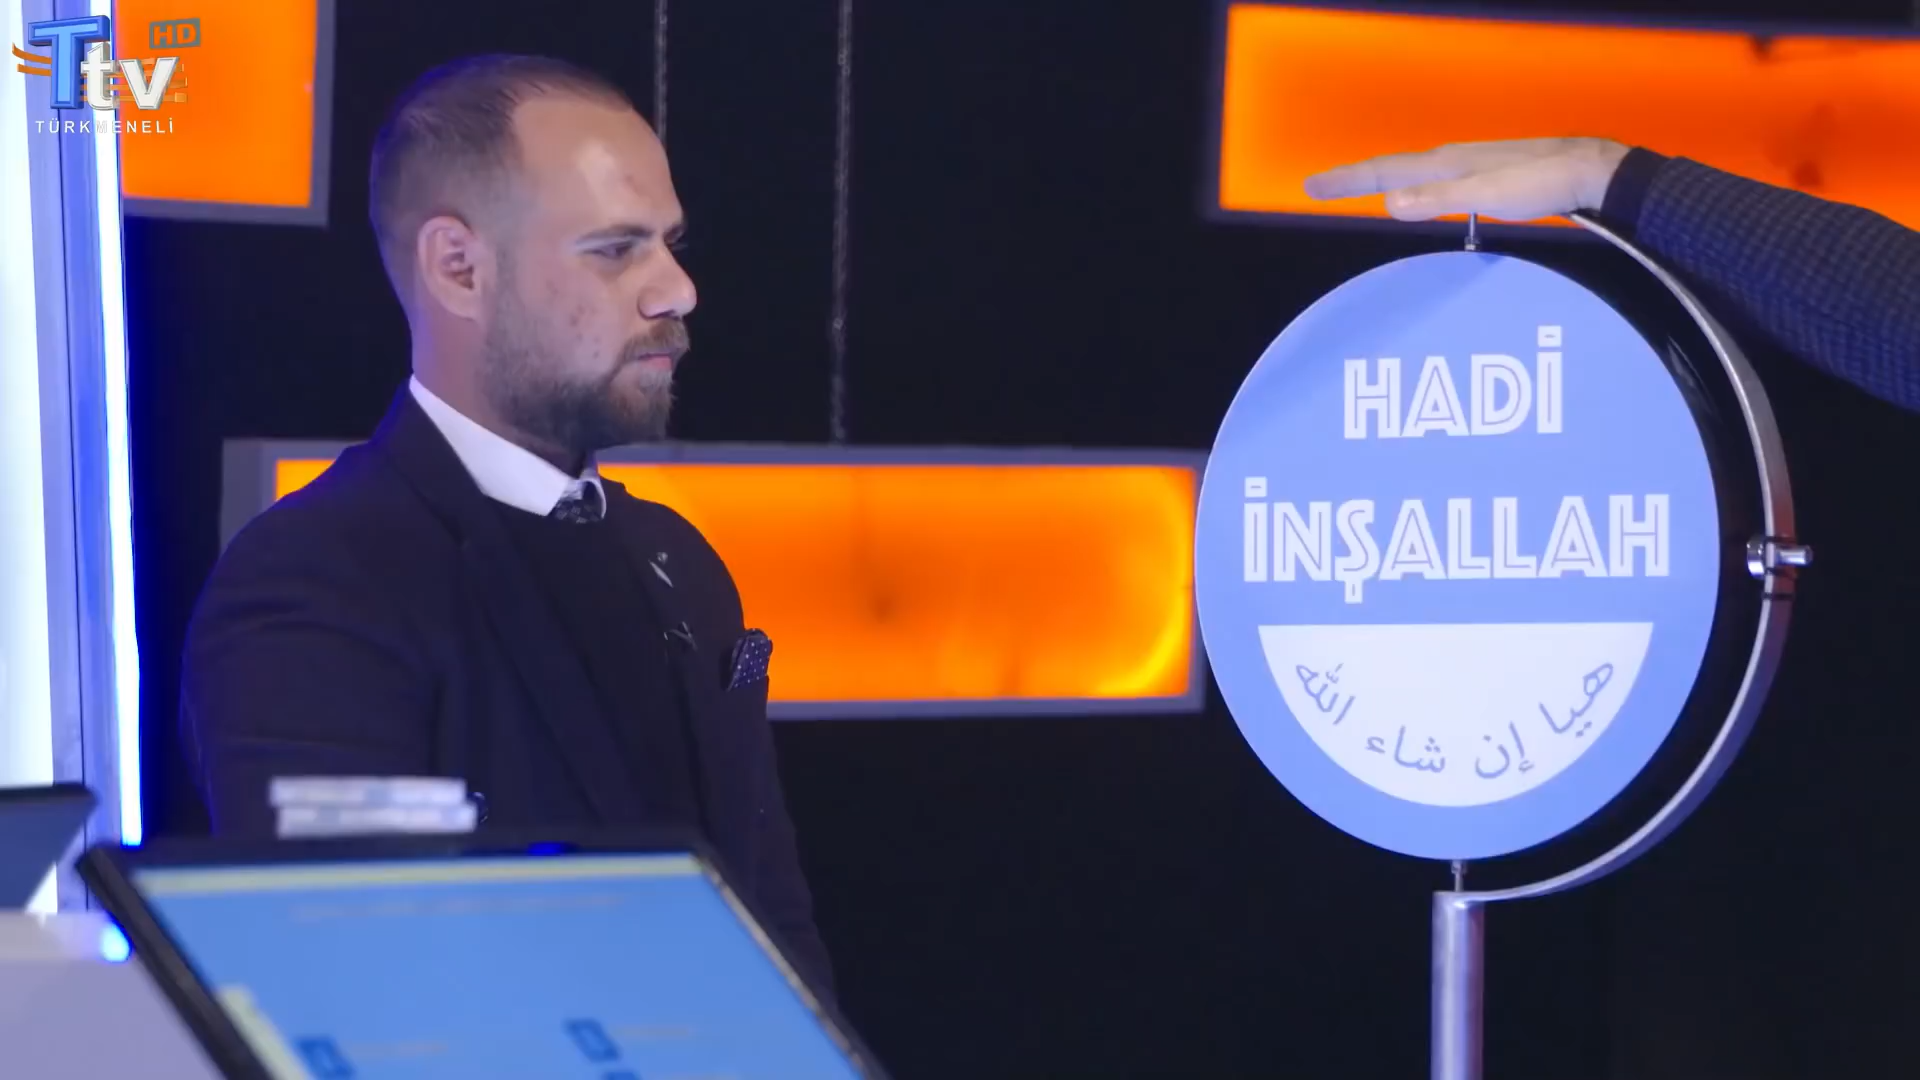 HD
Ttv
TÜRKMENELİ
HADİ
İNŞALLAH
هيا إن شاء الله